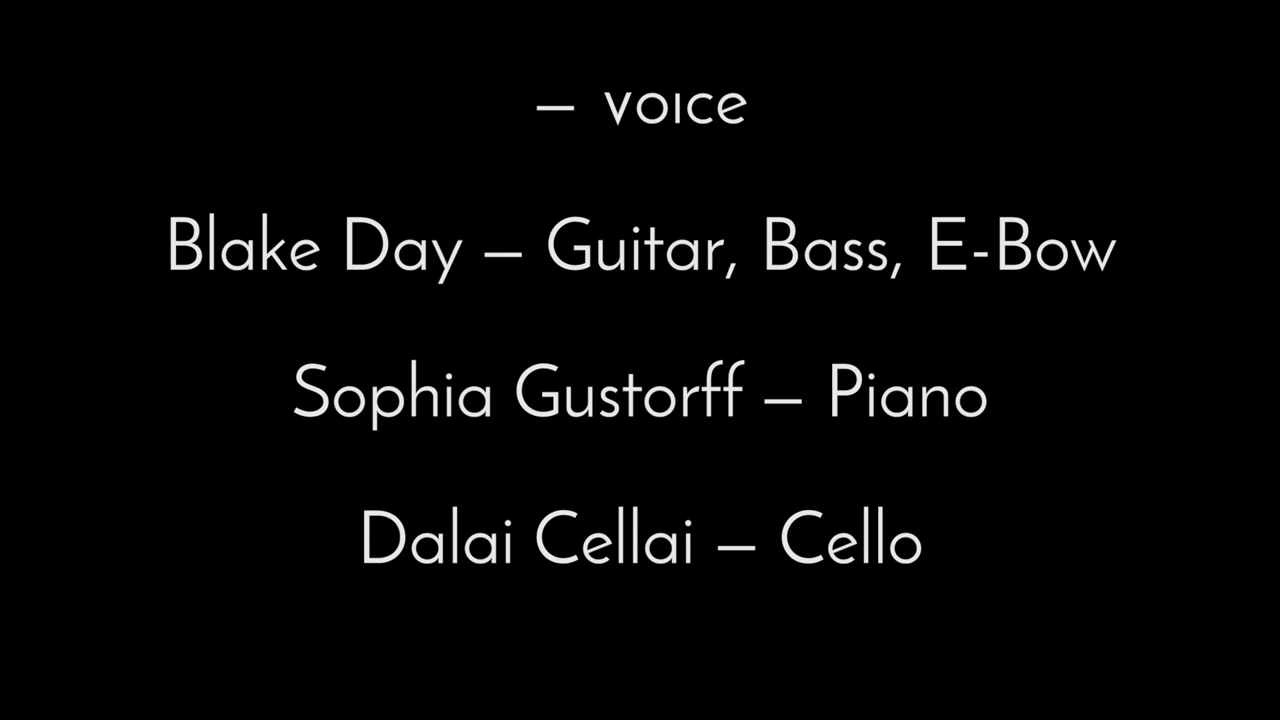 — voice
Blake Day — Guitar, Bass, E-Bow
Sophia Gustorff — Piano
Dalai Cellai — Cello